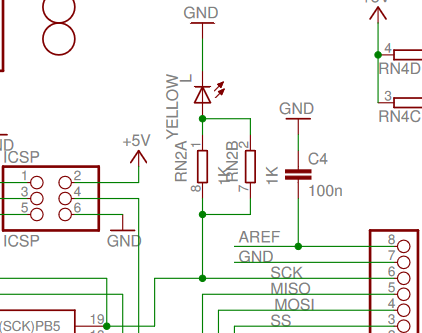 GND
+5V
4
RN4D
3
RN4C
YELLOW
L
GND
ND
ICSP
1
2
3
4
5
6
ICSP
+5V
GND
RN2A
1
8
1K
RN2B
2
7
1K
C4
100n
AREF
8
GND
7
SCK
6
MISO
5
MOSI
4
SS
3
(SCK)PB5
19